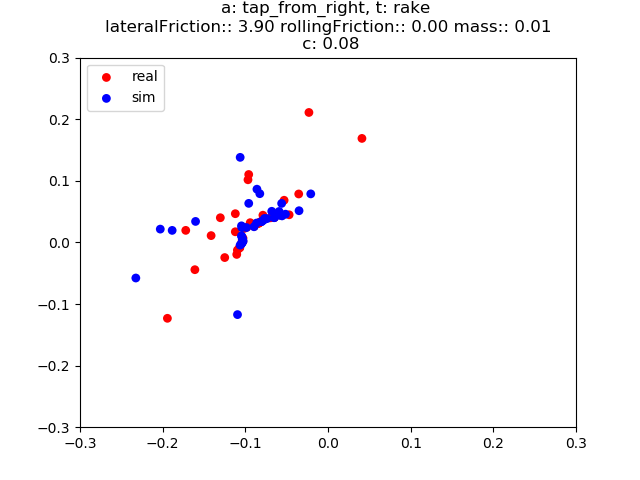 a: tap_from_right, t: rake
lateralFriction:: 3.90 rollingFriction:: 0.00 mass:: 0.01
c: 0.08
real
sim
0.3
0.2
0.1
0.0
−0.1
−0.2
−0.3
−0.3 −0.2 −0.1 0.0 0.1 0.2 0.3